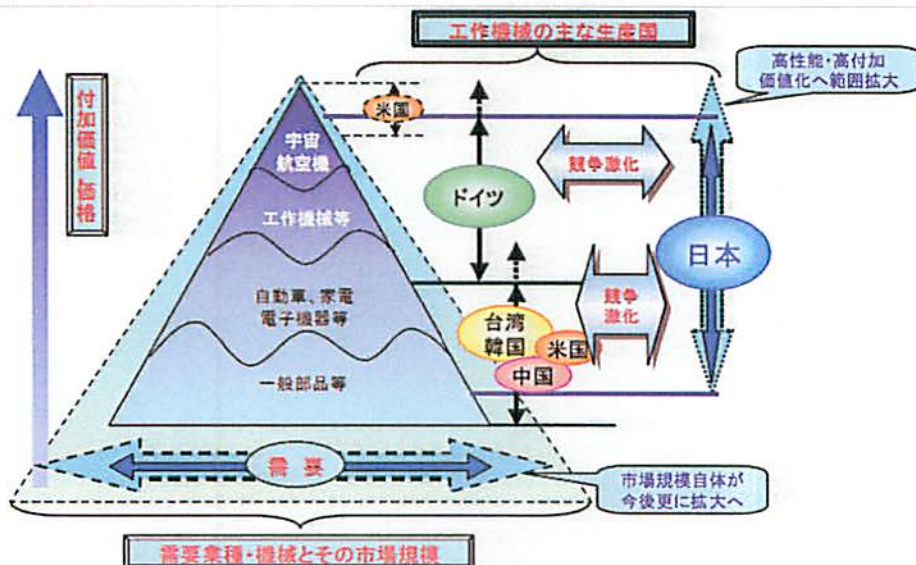 工作機械の主な生産国
高性能・高付加
価値化へ範囲拡大
付加価値、価格
米国
宇宙
航空機
競争激化
ドイツ
工作機械等
日本
自動車、家電
電子機器等
競争
激化
台湾
韓国
米国
中国
一般部品等
需要
市場規模自体が
今後更に拡大へ
需要業種・機械とその市場規模